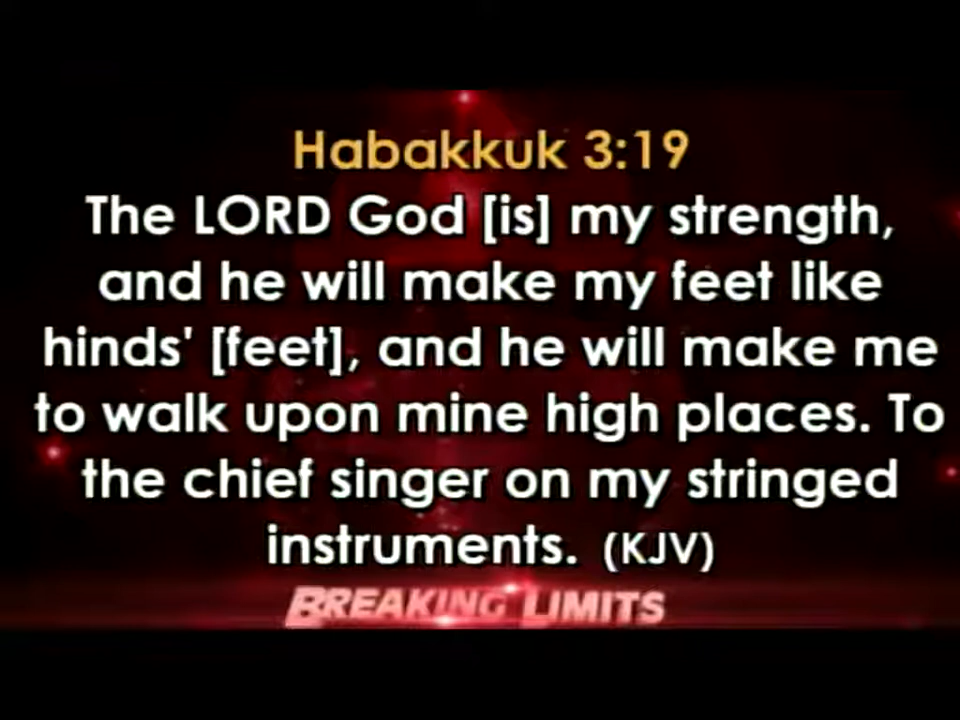 Habakkuk 3:19
The LORD God [is] my strength,
and he will make my feet like
hinds' [feet], and he will make me
to walk upon mine high places. To
the chief singer on my stringed
instruments. (KJV)
BREAKING LIMITS